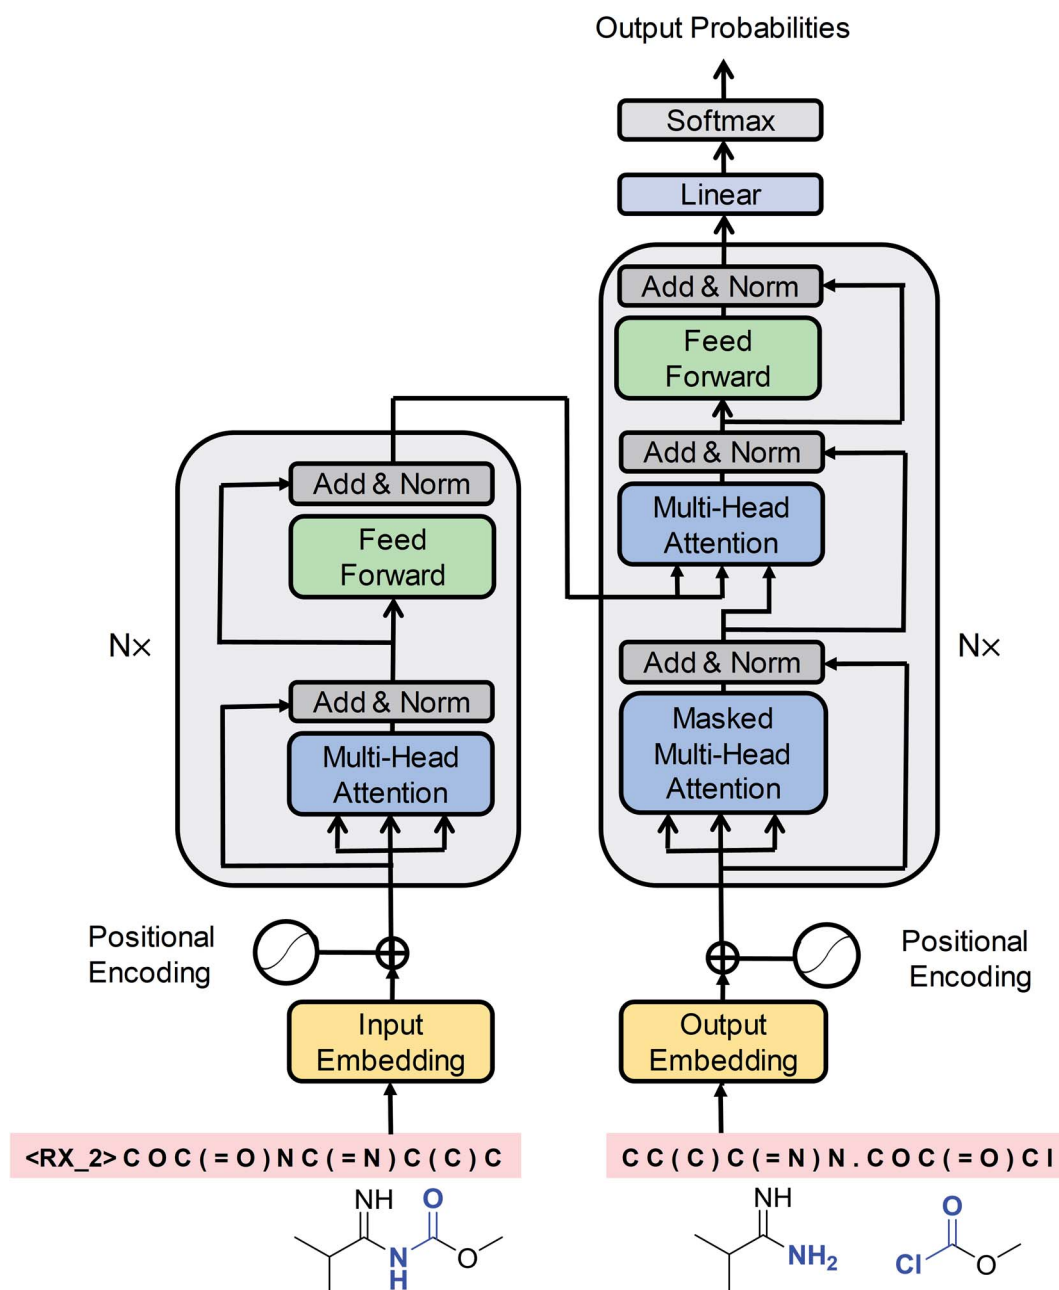 Output Probabilities
Softmax
Linear
Add & Norm
Feed
Forward
Add & Norm
Multi-Head
Attention
Add & Norm
Masked
Multi-Head
Attention
N×
Add & Norm
Feed
Forward
Add & Norm
Multi-Head
Attention
N×
Positional
Encoding
Positional
Encoding
Input
Embedding
Output
Embedding
<RX_2> C O C ( = O ) N C ( = N ) C ( C ) C
C C ( C ) C ( = N ) N . C O C ( = O ) C l
NH
O
N
H
O
NH
NH₂
O
Cl
O